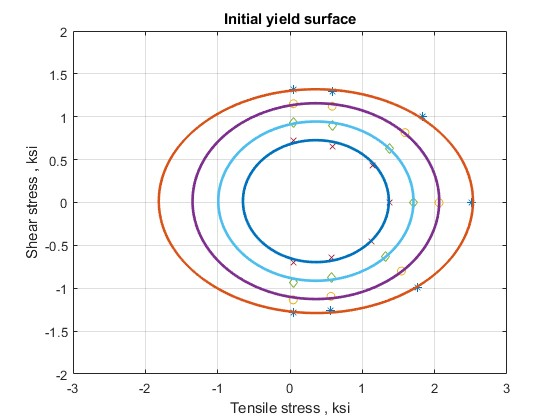 Initial yield surface
2
1.5
1
0.5
0
-0.5
-1
-1.5
-2
Shear stress , ksi
-3 -2 -1 0 1 2 3
Tensile stress , ksi